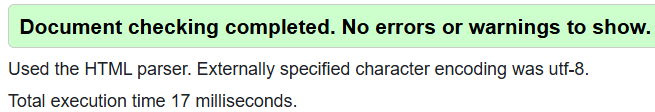 Document checking completed. No errors or warnings to show.
Used the HTML parser. Externally specified character encoding was utf-8.
Total execution time 17 milliseconds.